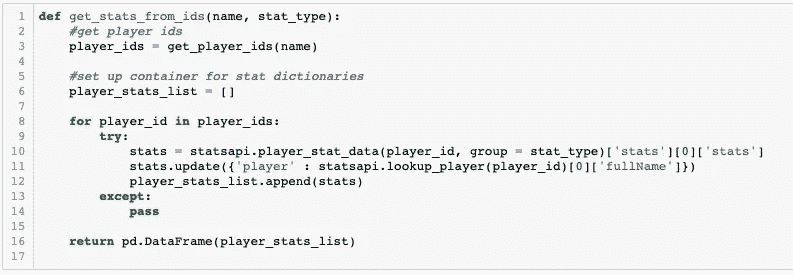 1 def get_stats_from_ids(name, stat_type):
2     #get player ids
3     player_ids = get_player_ids(name)
4
5     #set up container for stat dictionaries
6     player_stats_list = []
7
8     for player_id in player_ids:
9         try:
10             stats = statsapi.player_stat_data(player_id, group = stat_type)['stats'][0]['stats']
11             stats.update({'player' : statsapi.lookup_player(player_id)[0]['fullName']})
12             player_stats_list.append(stats)
13         except:
14             pass
15
16     return pd.DataFrame(player_stats_list)
17